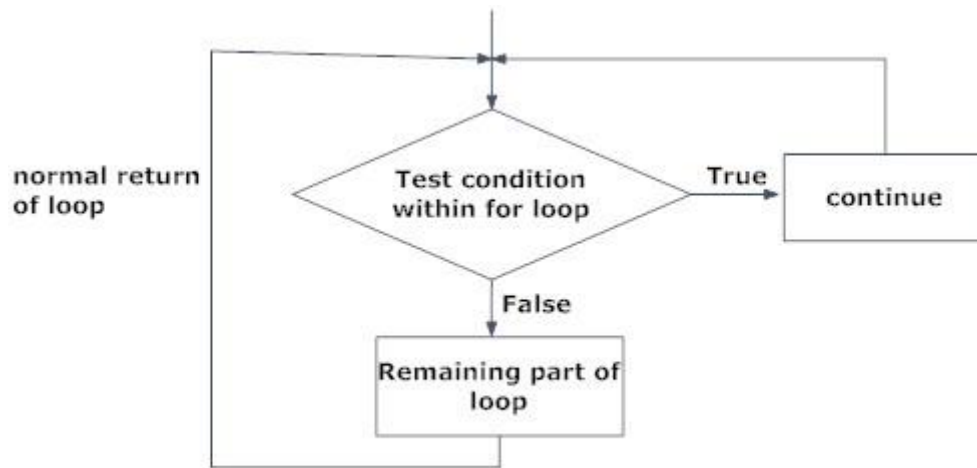 normal return
of loop
Test condition
within for loop
True
continue
False
Remaining part of
loop